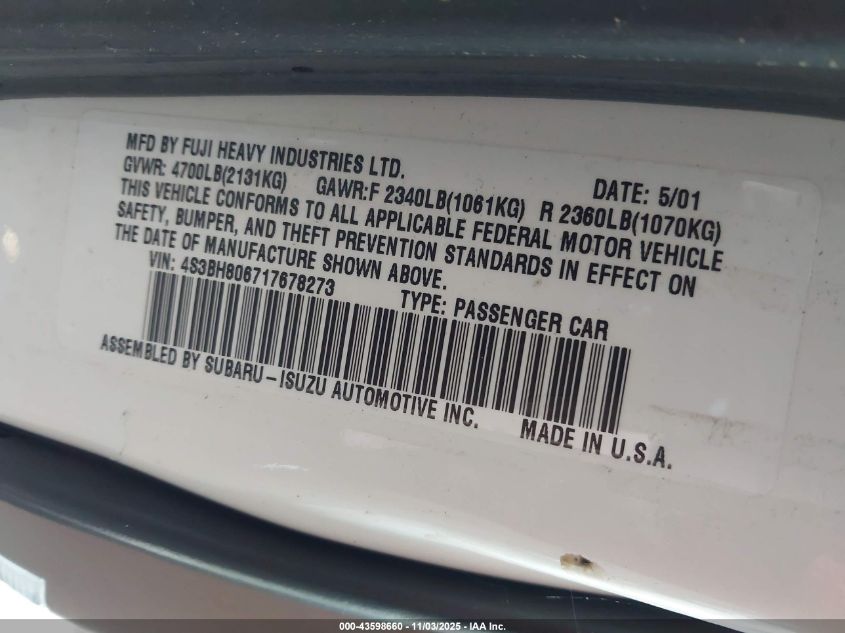 MFD BY FUJI HEAVY INDUSTRIES LTD. DATE: 5/01
GVWR: 4700LB(2131KG) GAWR:F 2340LB(1061KG) R 2360LB(1070KG)
THIS VEHICLE CONFORMS TO ALL APPLICABLE FEDERAL MOTOR VEHICLE
SAFETY, BUMPER, AND THEFT PREVENTION STANDARDS IN EFFECT ON
THE DATE OF MANUFACTURE SHOWN ABOVE.
VIN: 4S3BH806717678273 TYPE: PASSENGER CAR
ASSEMBLED BY SUBARU-ISUZU AUTOMOTIVE INC. MADE IN U.S.A.
000-43598660 - 11/03/2025 - © IAA Inc.